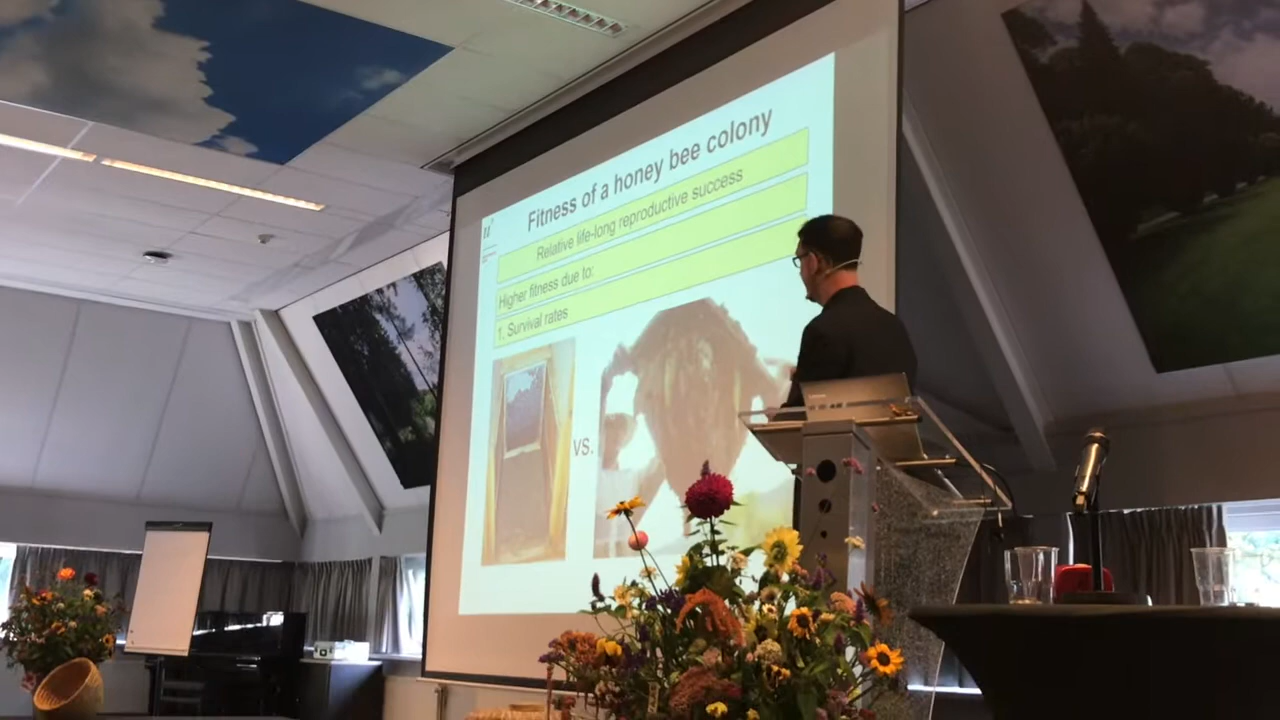 Fitness of a honey bee colony
Relative life-long reproductive success
Higher fitness due to:
1. Survival rates
vs.